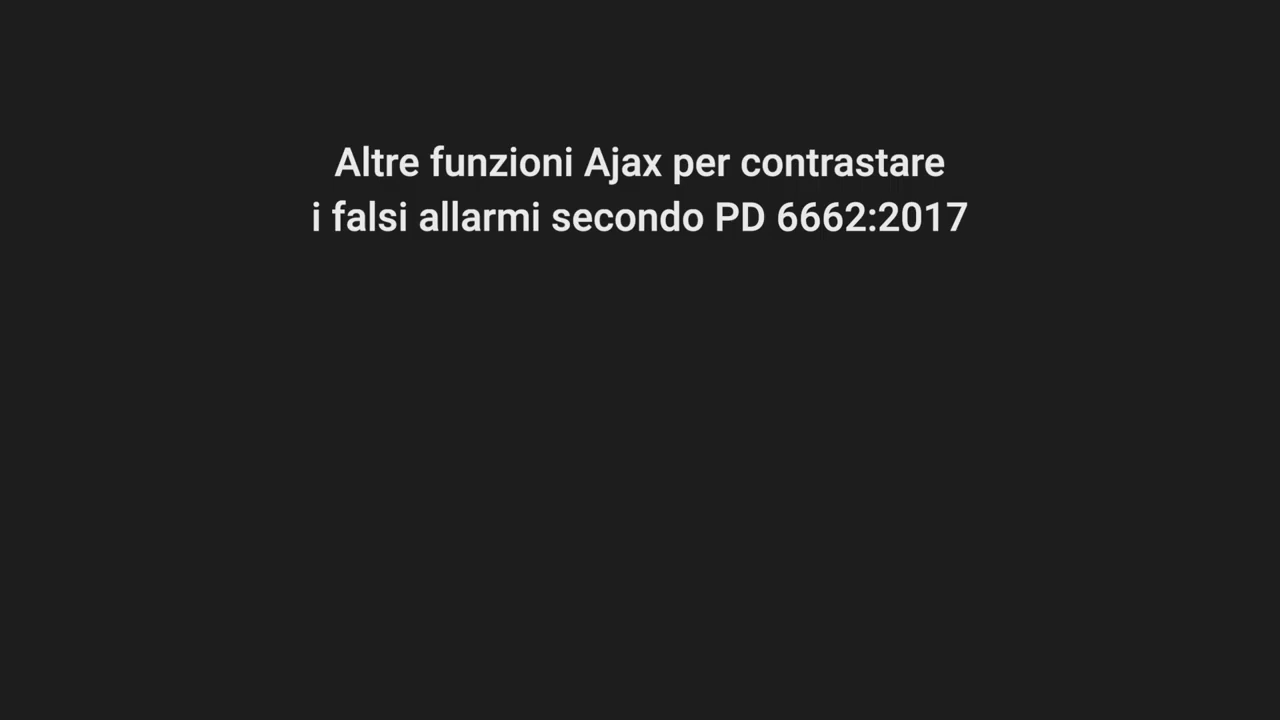 Altre funzioni Ajax per contrastare
i falsi allarmi secondo PD 6662:2017